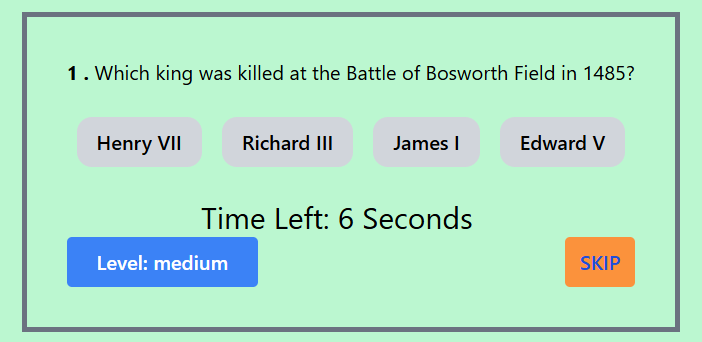 1 . Which king was killed at the Battle of Bosworth Field in 1485?
Henry VII Richard III James I Edward V
Time Left: 6 Seconds
Level: medium SKIP